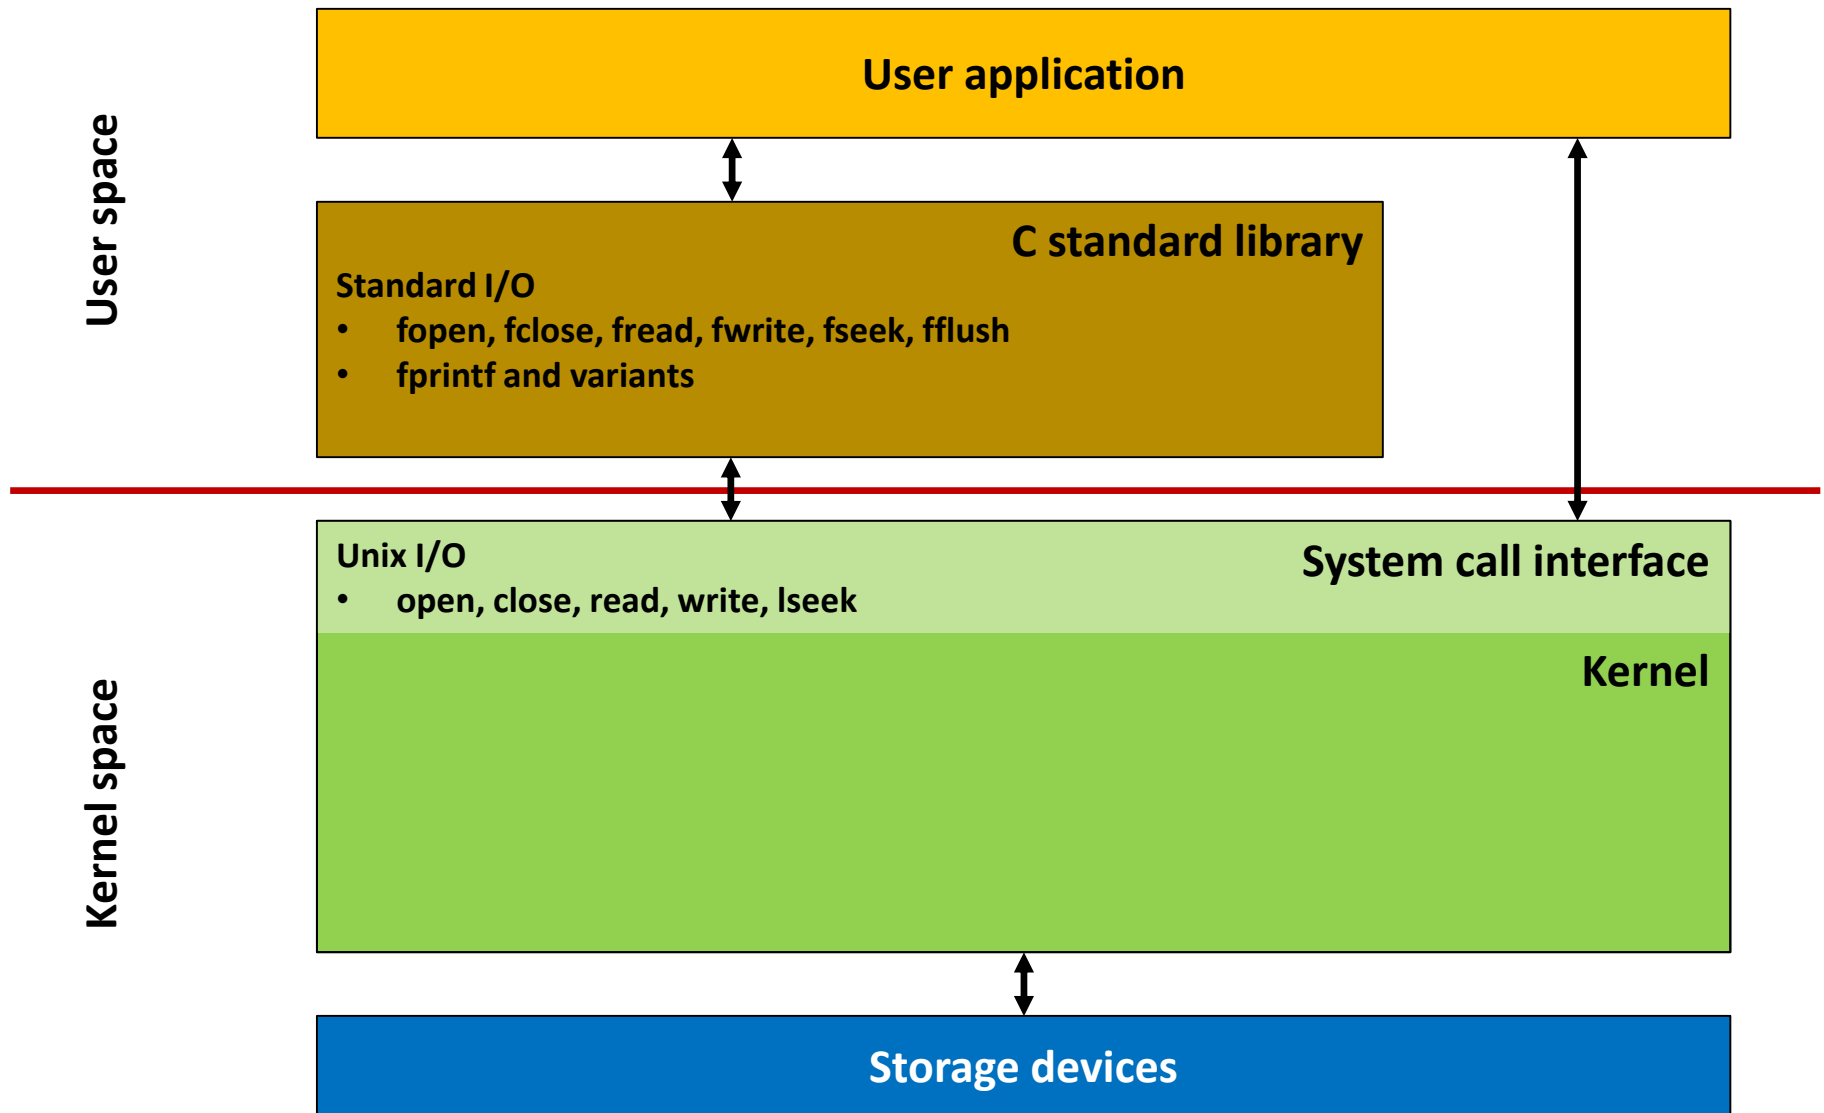 User application
User space
C standard library
Standard I/O
• fopen, fclose, fread, fwrite, fseek, fflush
• fprintf and variants
Unix I/O
System call interface
• open, close, read, write, lseek
Kernel
Kernel space
Storage devices